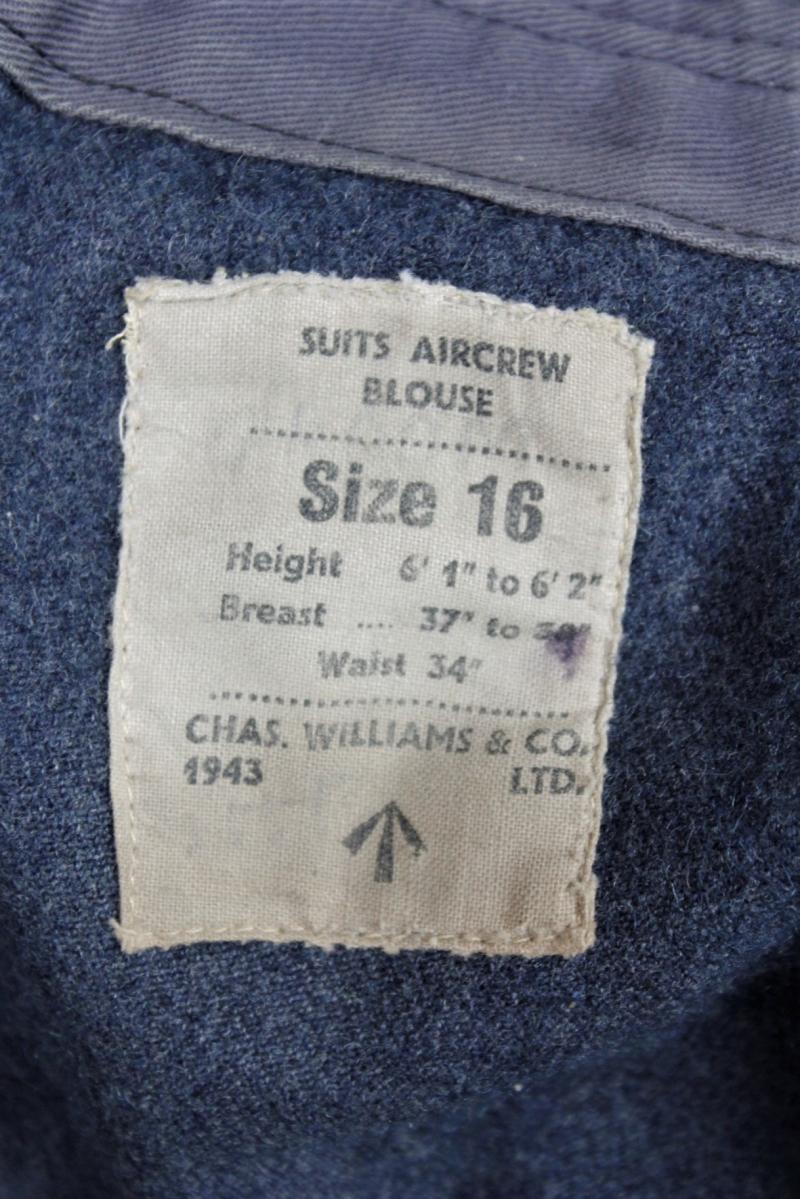 SUITS AIRCREW
BLOUSE
Size 16
Height 6' 1" to 6' 2"
Breast .... 37" to
Waist 34"
CHAS. WILLIAMS & CO.
1943 LTD.